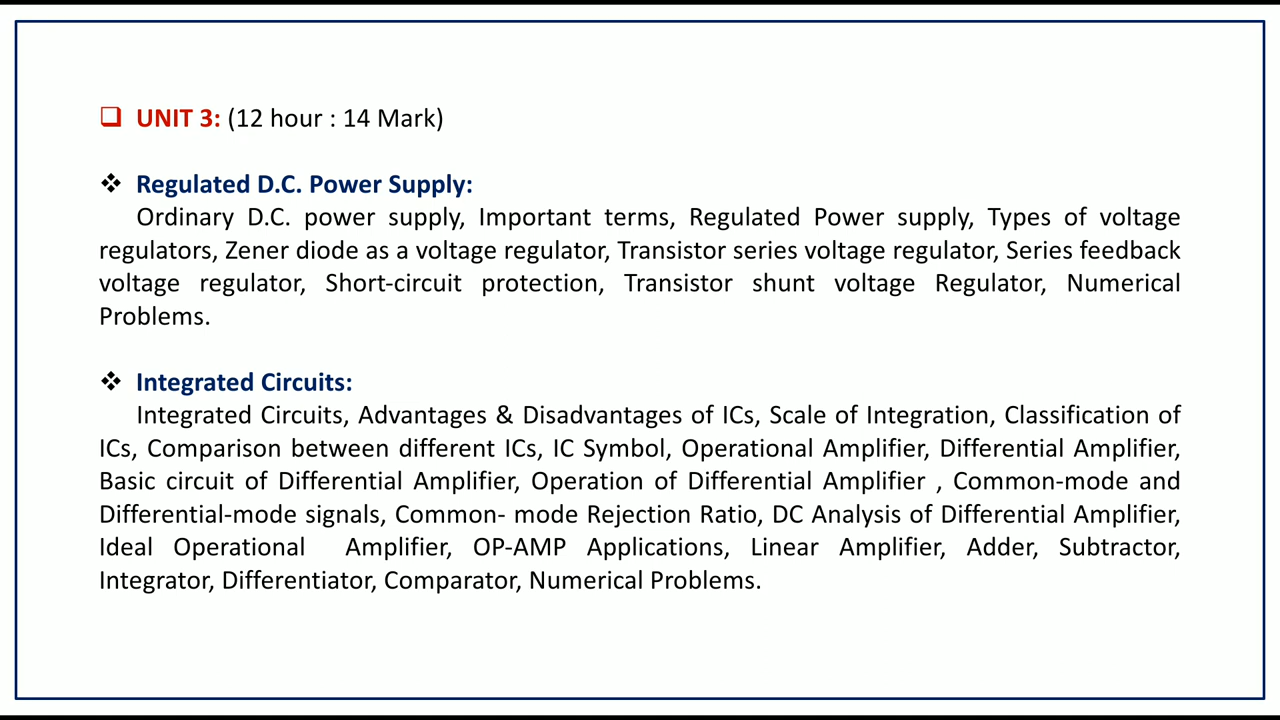 ❑ UNIT 3: (12 hour : 14 Mark)
❖ Regulated D.C. Power Supply:
Ordinary D.C. power supply, Important terms, Regulated Power supply, Types of voltage
regulators, Zener diode as a voltage regulator, Transistor series voltage regulator, Series feedback
voltage regulator, Short-circuit protection, Transistor shunt voltage Regulator, Numerical
Problems.
❖ Integrated Circuits:
Integrated Circuits, Advantages & Disadvantages of ICs, Scale of Integration, Classification of
ICs, Comparison between different ICs, IC Symbol, Operational Amplifier, Differential Amplifier,
Basic circuit of Differential Amplifier, Operation of Differential Amplifier , Common-mode and
Differential-mode signals, Common- mode Rejection Ratio, DC Analysis of Differential Amplifier,
Ideal Operational Amplifier, OP-AMP Applications, Linear Amplifier, Adder, Subtractor,
Integrator, Differentiator, Comparator, Numerical Problems.